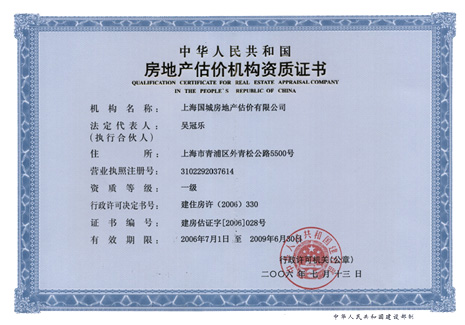 中华人民共和国
房地产估价机构资质证书
QUALIFICATION CERTIFICATE FOR REAL ESTATE APPRAISAL COMPANY
IN THE PEOPLE'S REPUBLIC OF CHINA
机构名称: 上海国城房地产估价有限公司
法定代表人: 吴冠乐
(执行合伙人)
住所: 上海市青浦区外青松公路5500号
营业执照注册号: 3102292037614
资质等级: 一级
行政许可决定书号: 建住房许(2006)330
证书编号: 建房估证字[2006]028号
有效期限: 2006年7月1日 至 2009年6月30日
行政许可机关(公章)
二〇〇六年七月十三日
中华人民共和国建设部制